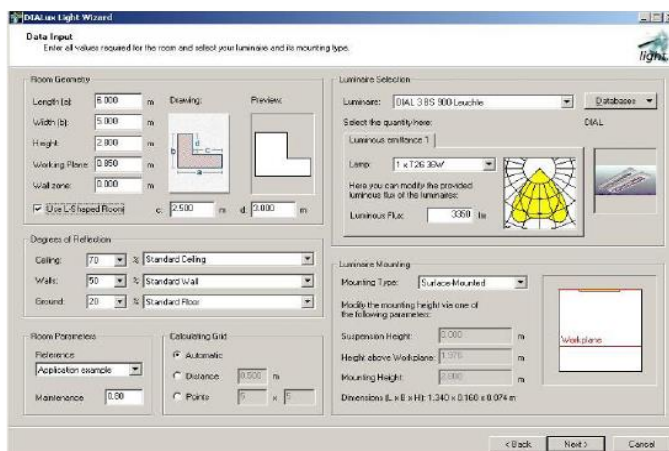 DIALux Light Wizard
Data Input
Enter all values required for the room and select your luminaire and its mounting type.
light
Room Geometry
Length (a): 6.000 m
Width (b): 5.000 m
Height: 2.800 m
Working Plane: 0.850 m
Wall zone: 0.000 m
Drawing:
Preview:
b
d
c
a
Use L-Shaped Room
c: 2.500 m d: 3.000 m
Degrees of Reflection
Ceiling: 70 % Standard Ceiling
Walls: 50 % Standard Wall
Ground: 20 % Standard Floor
Room Parameters
Reference
Application example
Maintenance 0.80
Calculating Grid
Automatic
Distance 0.500 m
Points 5 x 5
Luminaire Selection
Luminaire: DIAL 3 BS 900 Leuchte
Databases
Select the quantity here:
DIAL
Luminous emittance 1
Lamp: 1 x T26 36W
Here you can modify the provided
luminous flux of the luminaires:
Luminous Flux: 3350 lm
Luminaire Mounting
Mounting Type: Surface-Mounted
Modify the mounting height via one of
the following parameters:
Suspension Height: 0.000 m
Height above Workplane: 1.976 m
Mounting Height: 2.800 m
Dimensions (L x B x H): 1.340 x 0.160 x 0.074 m
Workplane
< Back
Next >
Cancel